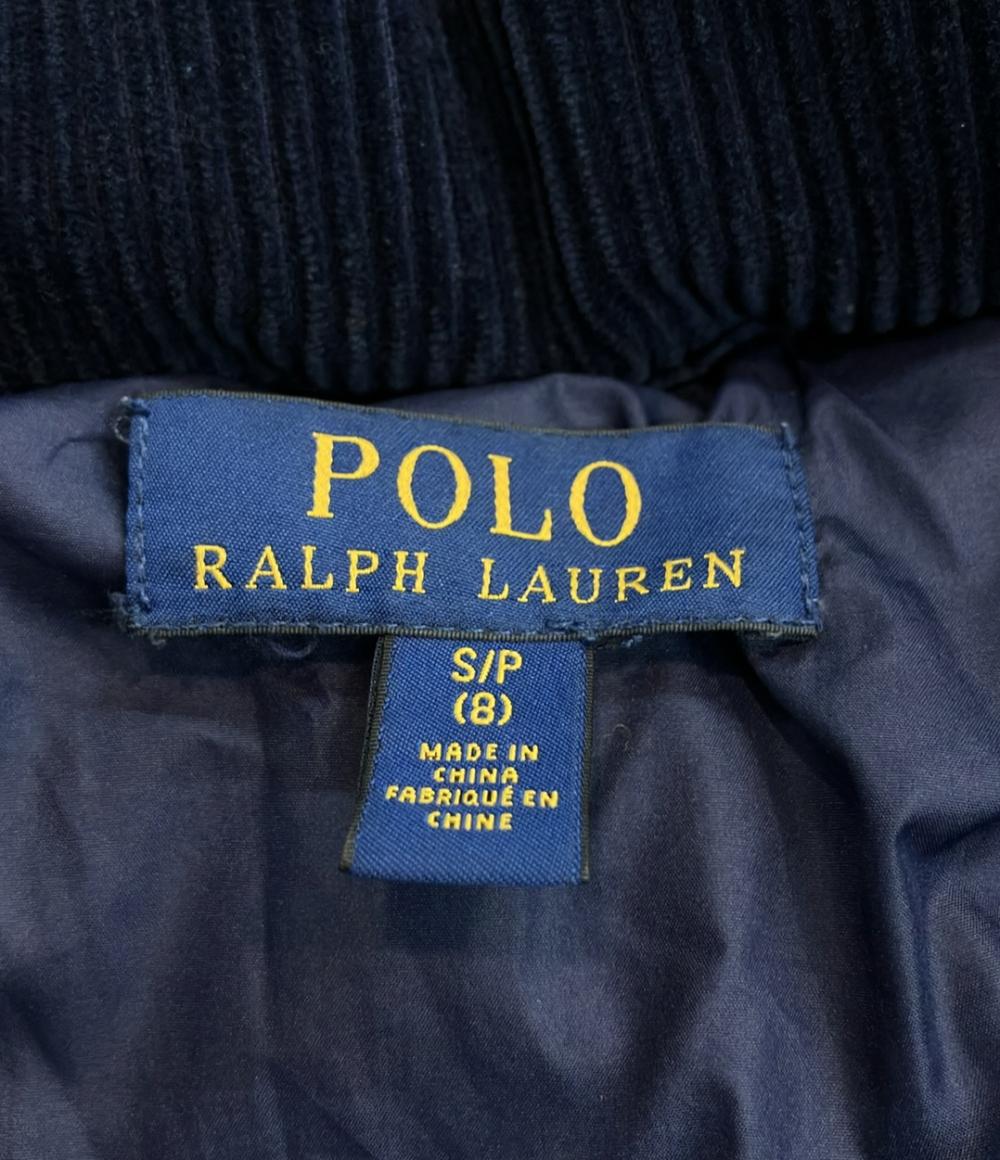 POLO
RALPH LAUREN
S/P
(8)
MADE IN
CHINA
FABRIQUÉ EN
CHINE